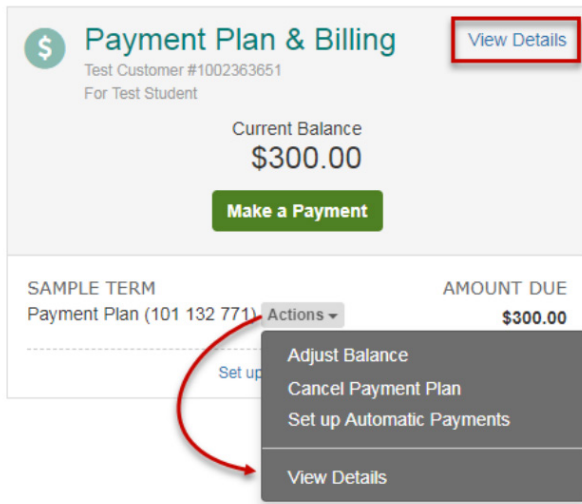 $
Payment Plan & Billing
View Details
Test Customer #1002363651
For Test Student
Current Balance
$300.00
Make a Payment
SAMPLE TERM
AMOUNT DUE
Payment Plan (101 132 771)
Actions
$300.00
Set up
Adjust Balance
Cancel Payment Plan
Set up Automatic Payments
View Details